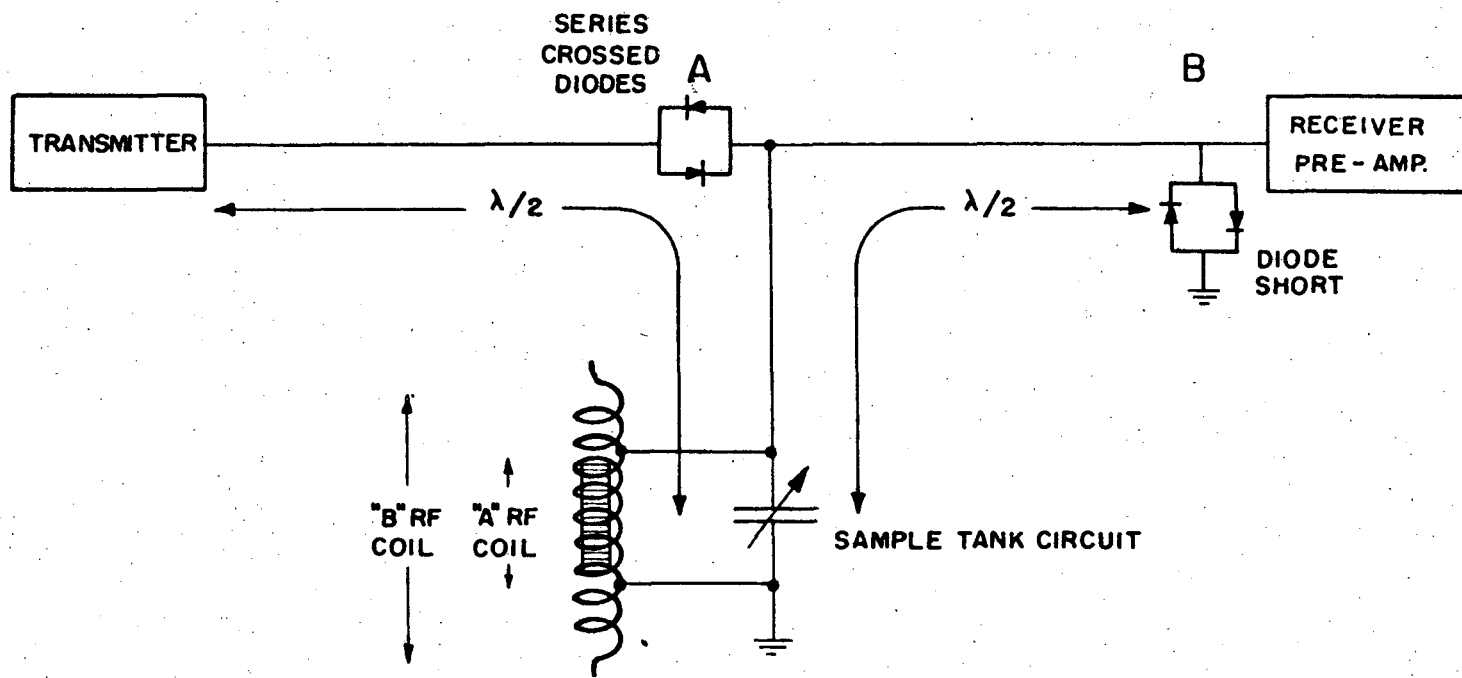 SERIES
CROSSED
DIODES
A
B
TRANSMITTER
RECEIVER
PRE-AMP.
λ/2
λ/2
DIODE
SHORT
"B" RF
COIL
"A" RF
COIL
SAMPLE TANK CIRCUIT